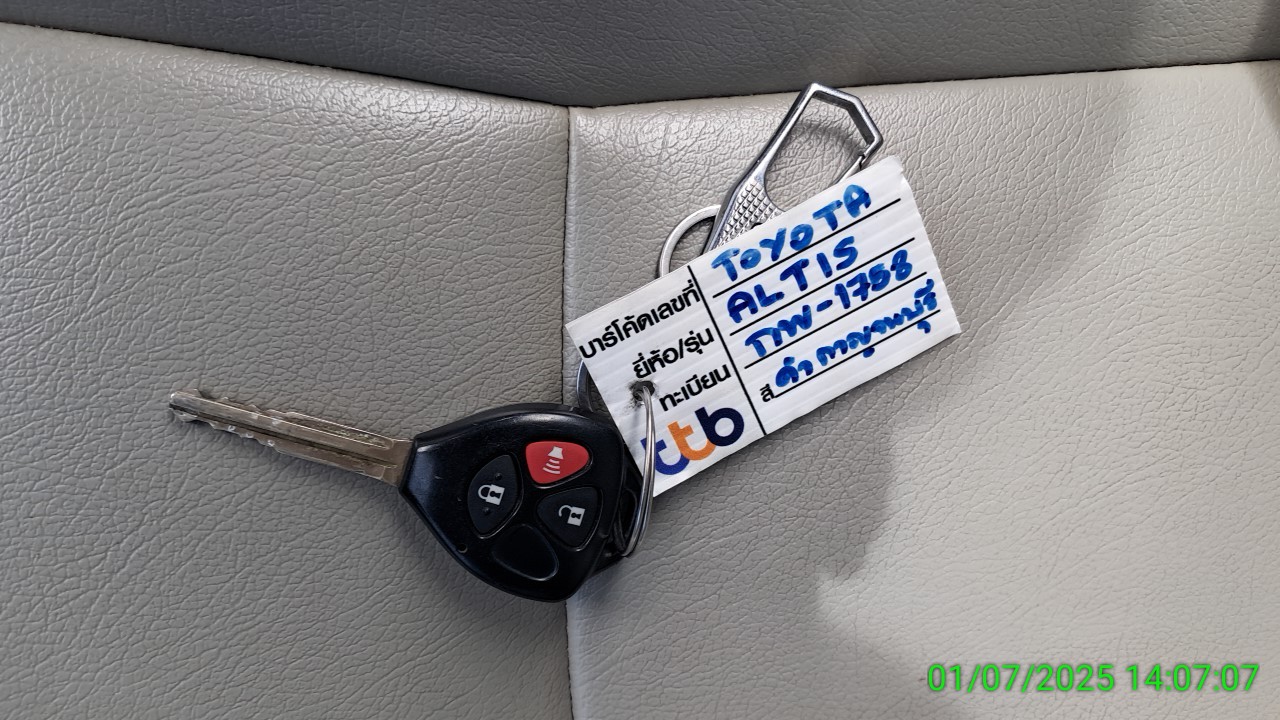 บาร์โค้ดเลขที่ TOYOTA
ยี่ห้อ/รุ่น ALTIS
ทะเบียน กพ-1758
ttb สี ดำ กาญจนบุรี
01/07/2025 14:07:07